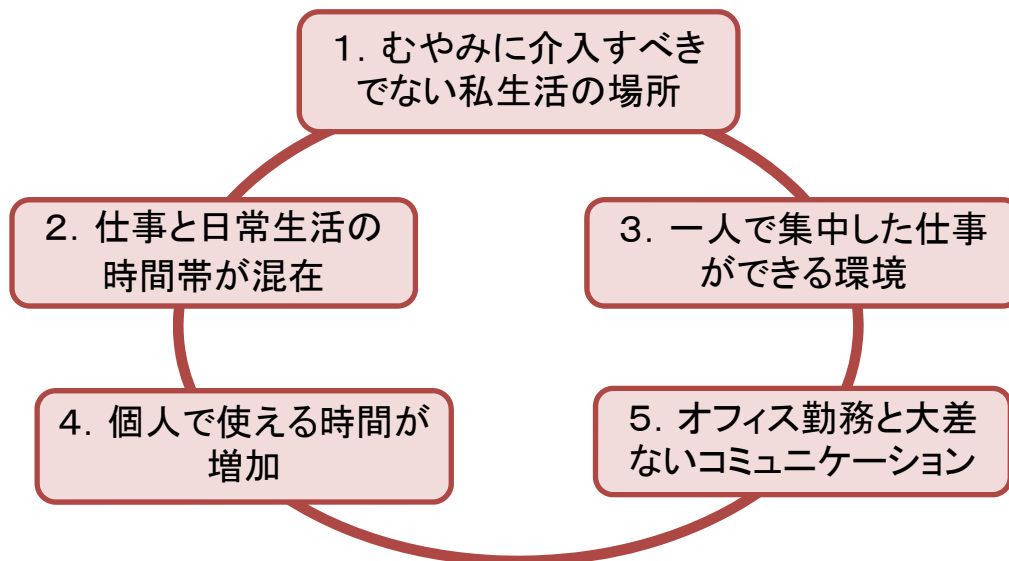 １．むやみに介入すべき
でない私生活の場所
２．仕事と日常生活の
時間帯が混在
３．一人で集中した仕事
ができる環境
４．個人で使える時間が
増加
５．オフィス勤務と大差
ないコミュニケーション